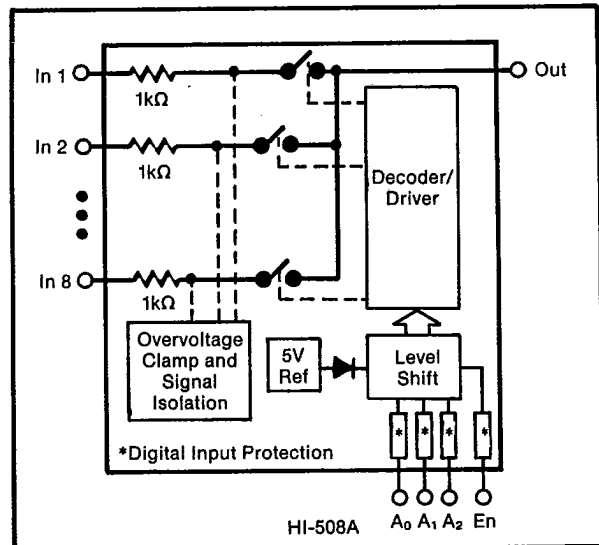 In 1
1kΩ
Out
In 2
1kΩ
Decoder/
Driver
In 8
1kΩ
Overvoltage
Clamp and
Signal
Isolation
5V
Ref
Level
Shift
* * * *
*Digital Input Protection
HI-508A
A₀ A₁ A₂ En